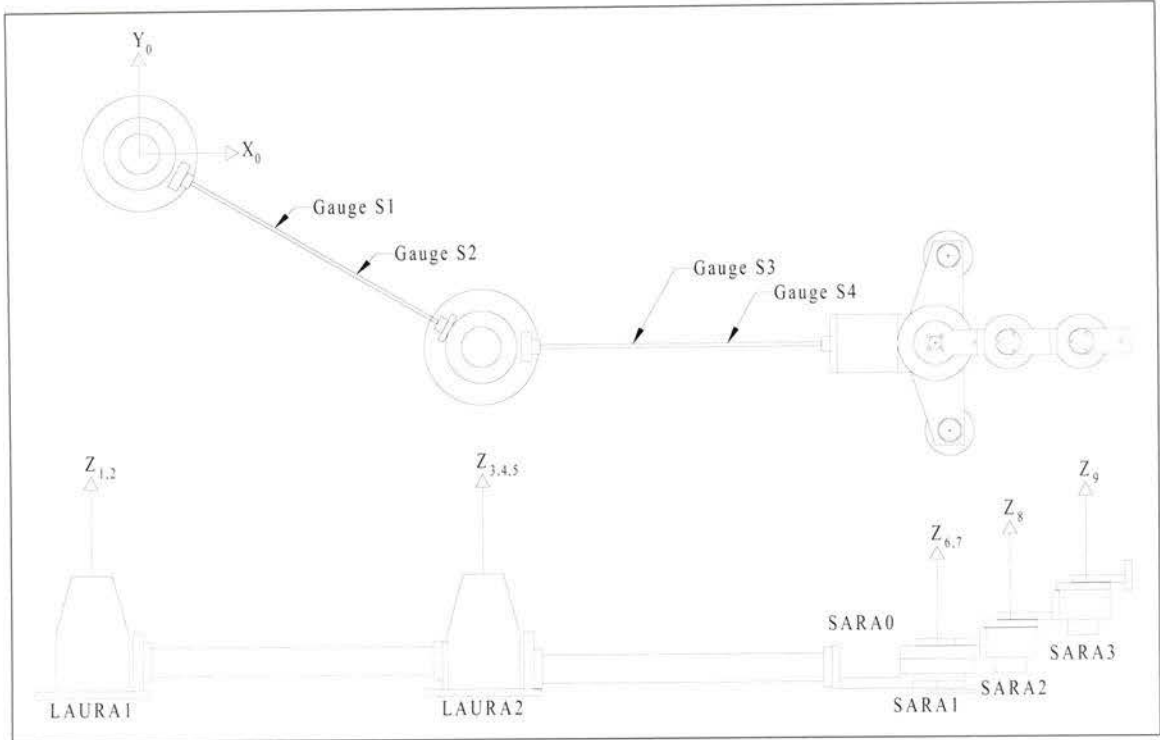 Y0
X0
Gauge S1
Gauge S2
Gauge S3
Gauge S4
Z1,2
Z3,4,5
Z9
Z8
Z6,7
SARA0
SARA3
SARA2
SARA1
LAURA1
LAURA2